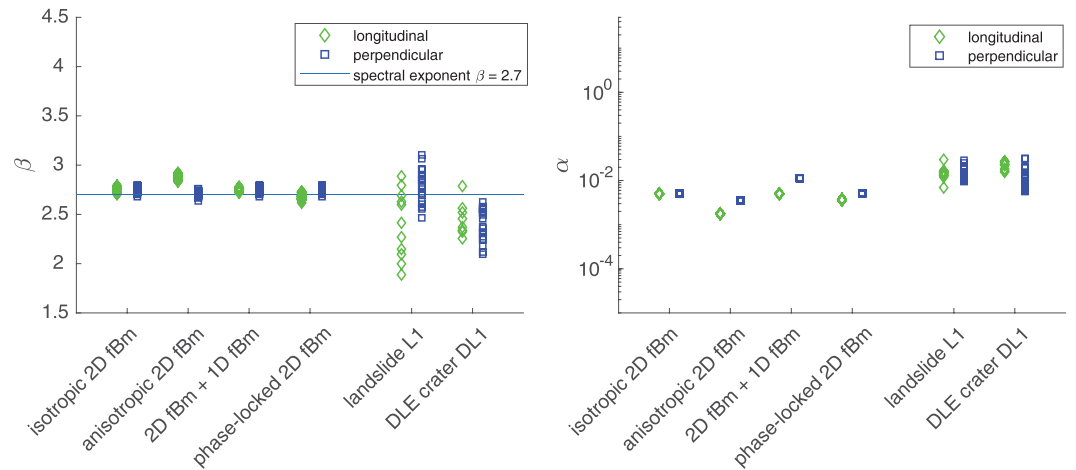 4.5
4
3.5
3
2.5
2
1.5
β
longitudinal
perpendicular
spectral exponent β = 2.7
isotropic 2D fBm
anisotropic 2D fBm
2D fBm + 1D fBm
phase-locked 2D fBm
landslide L1
DLE crater DL1
10^0
10^-2
10^-4
α
longitudinal
perpendicular
isotropic 2D fBm
anisotropic 2D fBm
2D fBm + 1D fBm
phase-locked 2D fBm
landslide L1
DLE crater DL1